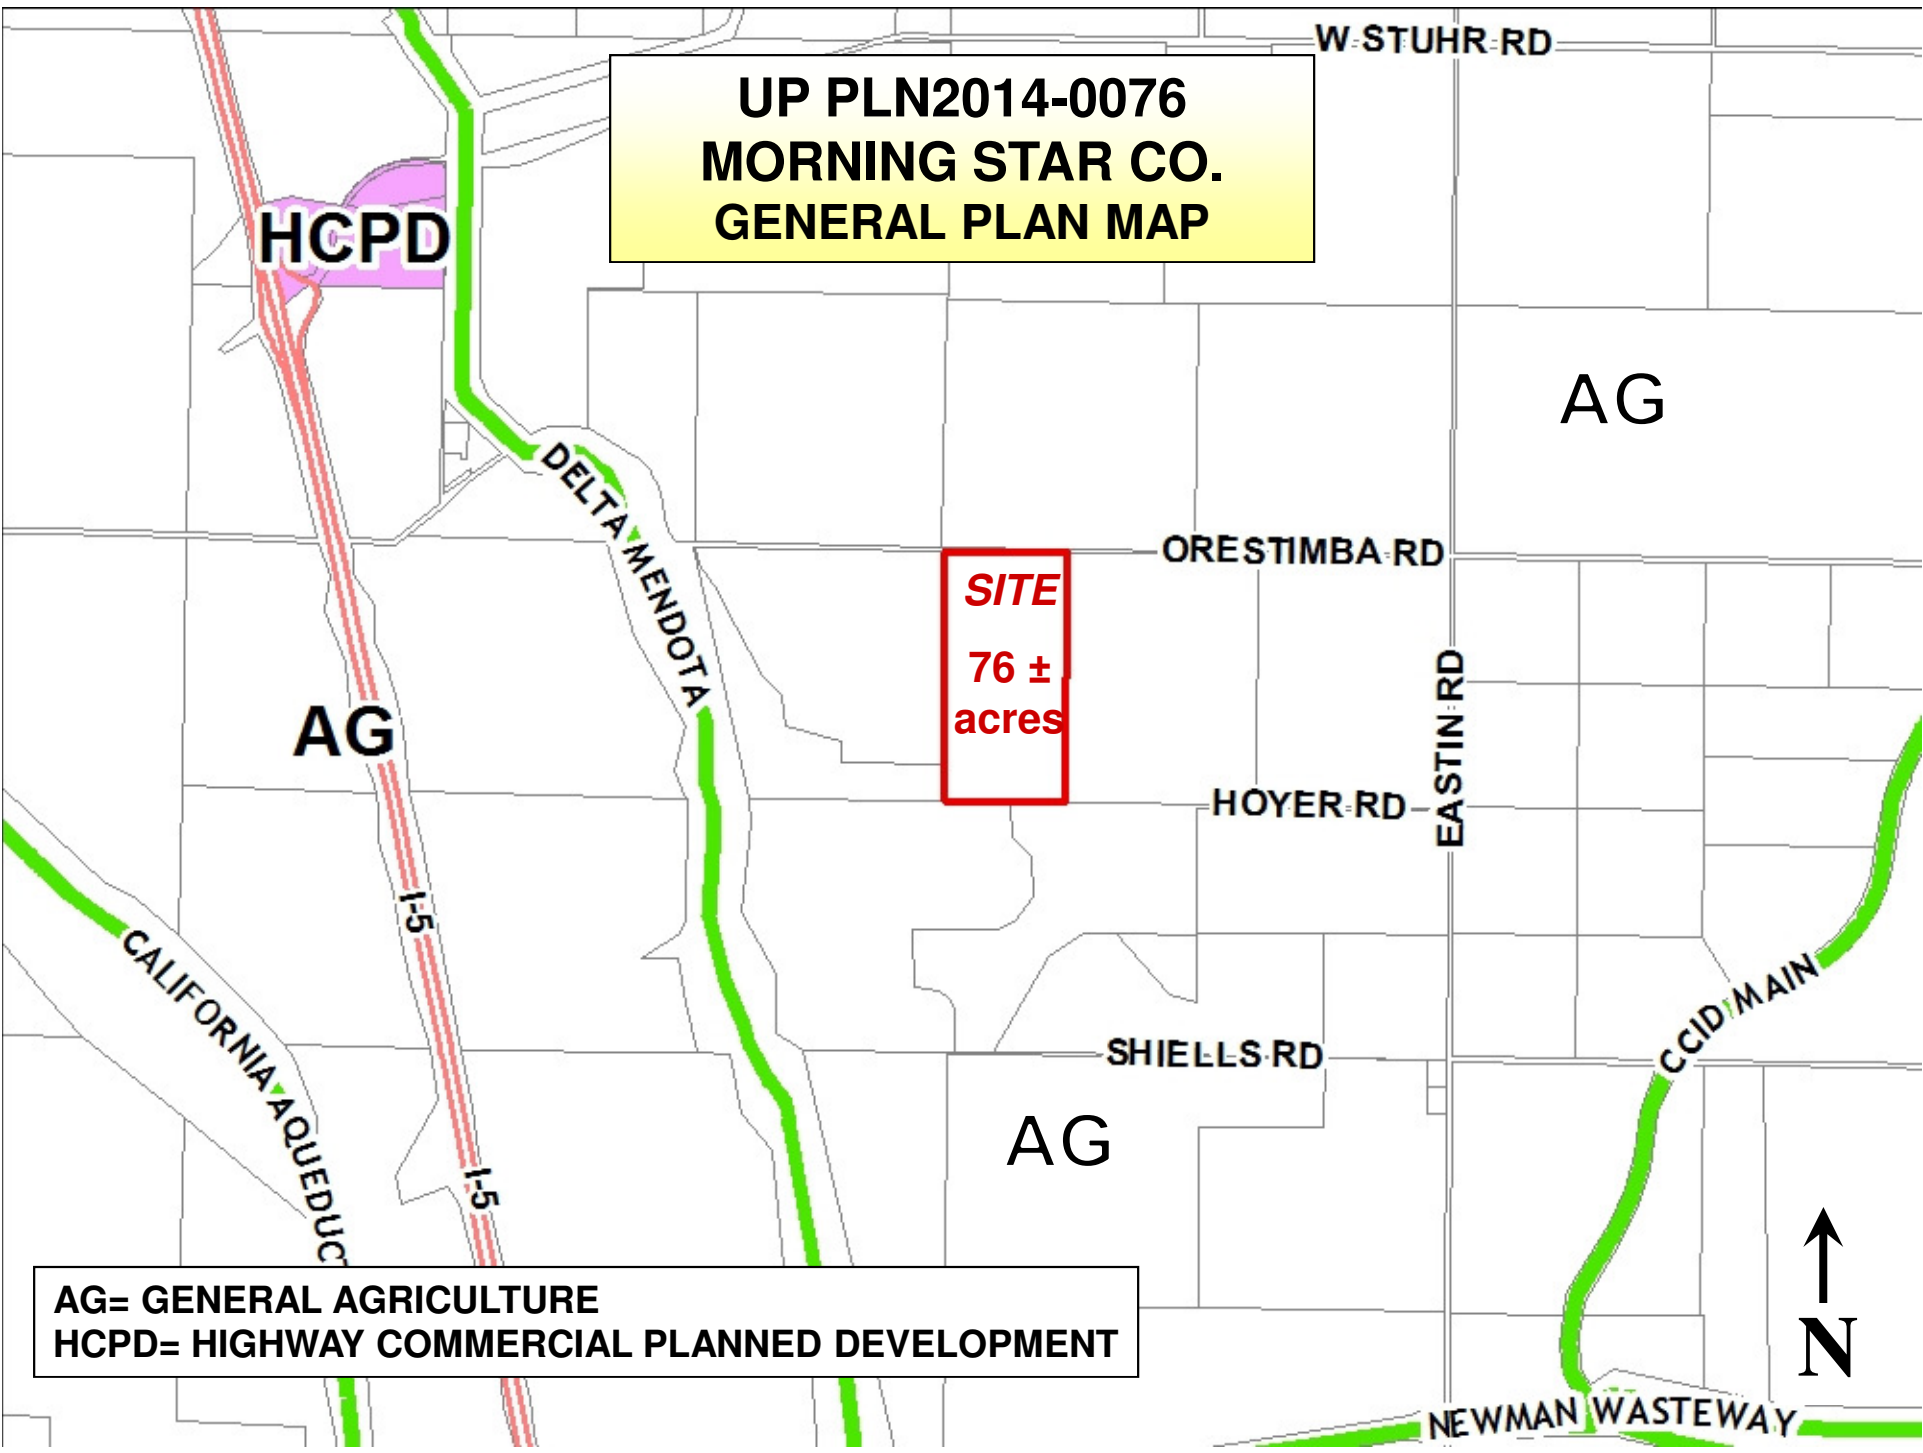 W STUHR RD
UP PLN2014-0076
MORNING STAR CO.
GENERAL PLAN MAP
HCPD
AG
DELTA MENDOTA
ORESTIMBA RD
SITE
76 ±
acres
EASTIN RD
AG
HOYER RD
I-5
CALIFORNIA AQUEDUCT
CCID MAIN
SHIELLS RD
AG
I-5
AG= GENERAL AGRICULTURE
HCPD= HIGHWAY COMMERCIAL PLANNED DEVELOPMENT
N
NEWMAN WASTEWAY